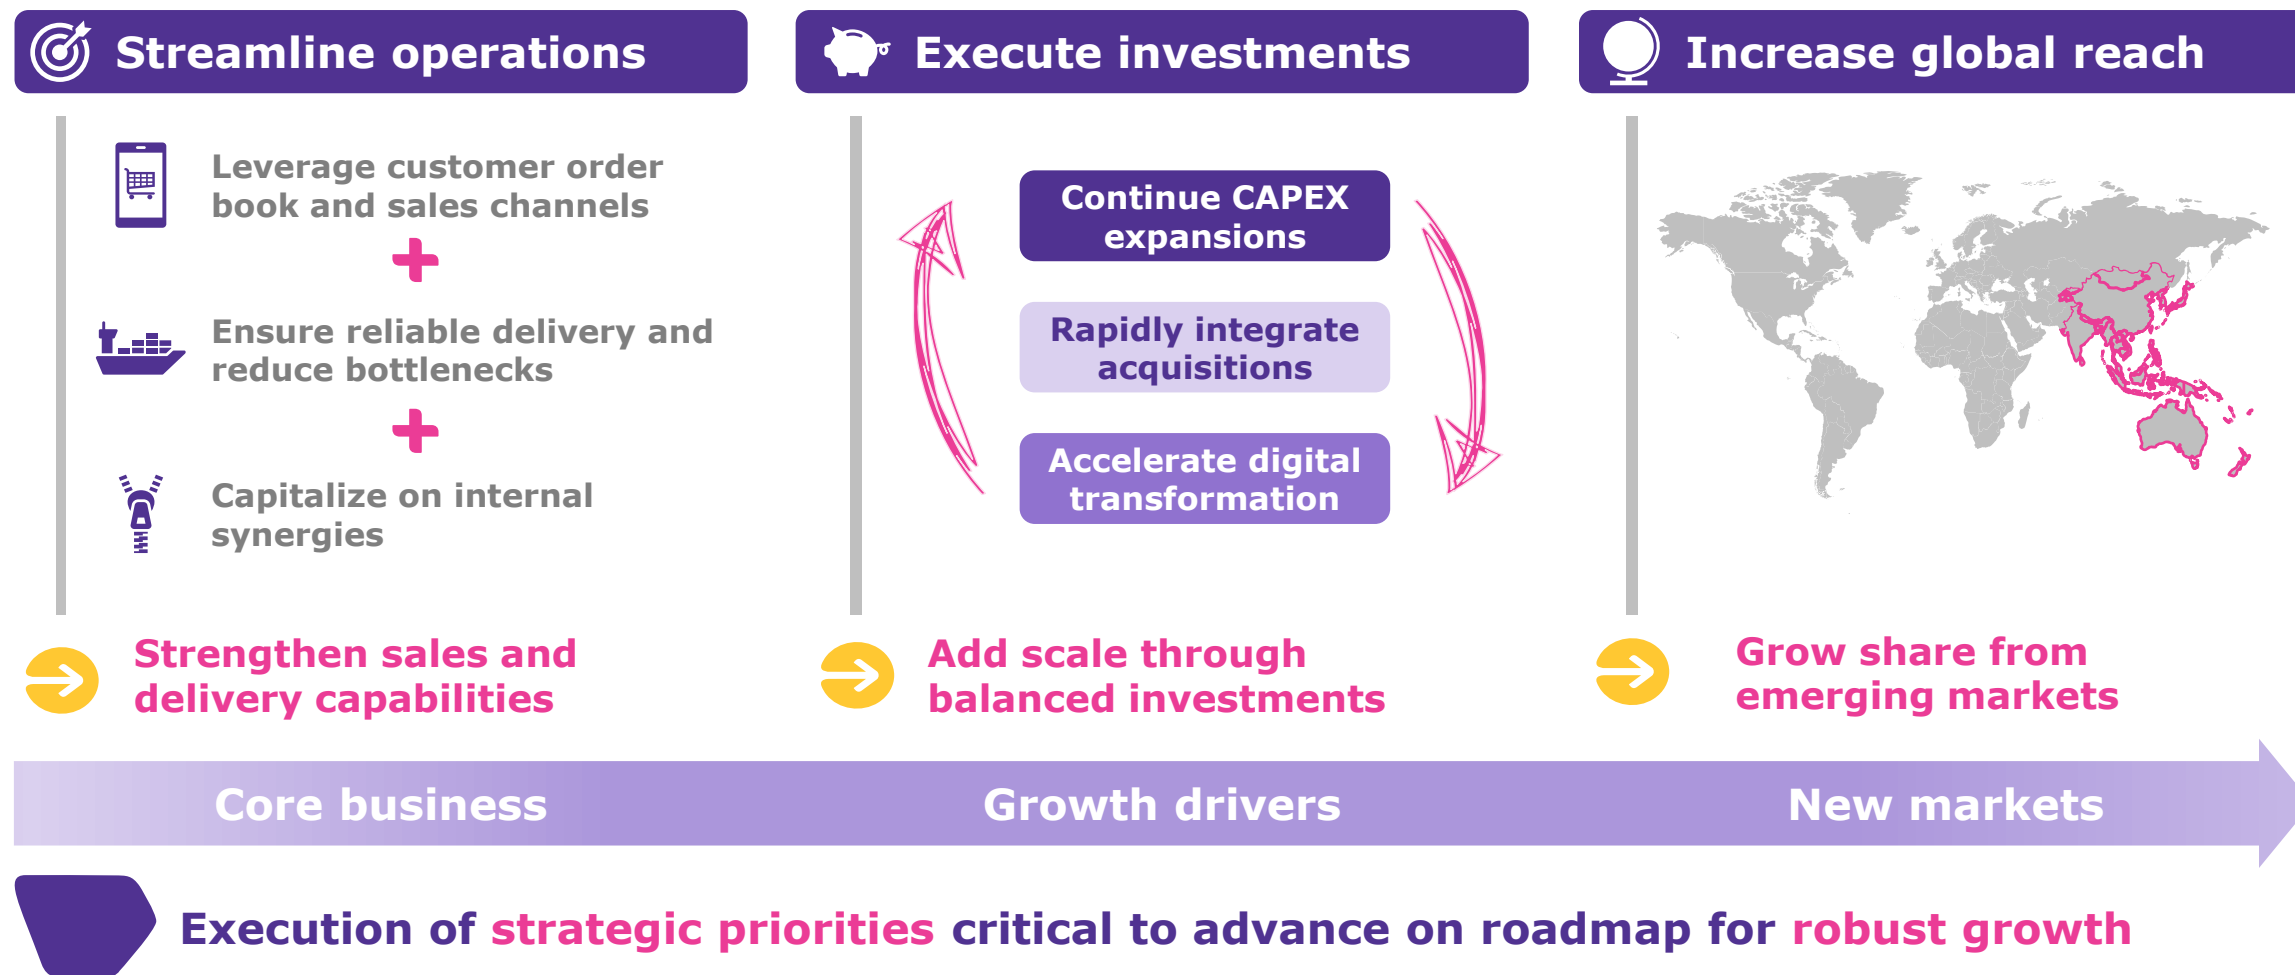 Streamline operations
Leverage customer order
book and sales channels
Ensure reliable delivery and
reduce bottlenecks
Capitalize on internal
synergies
Strengthen sales and
delivery capabilities
Execute investments
Continue CAPEX
expansions
Rapidly integrate
acquisitions
Accelerate digital
transformation
Add scale through
balanced investments
Increase global reach
Grow share from
emerging markets
Core business
Growth drivers
New markets
Execution of strategic priorities critical to advance on roadmap for robust growth